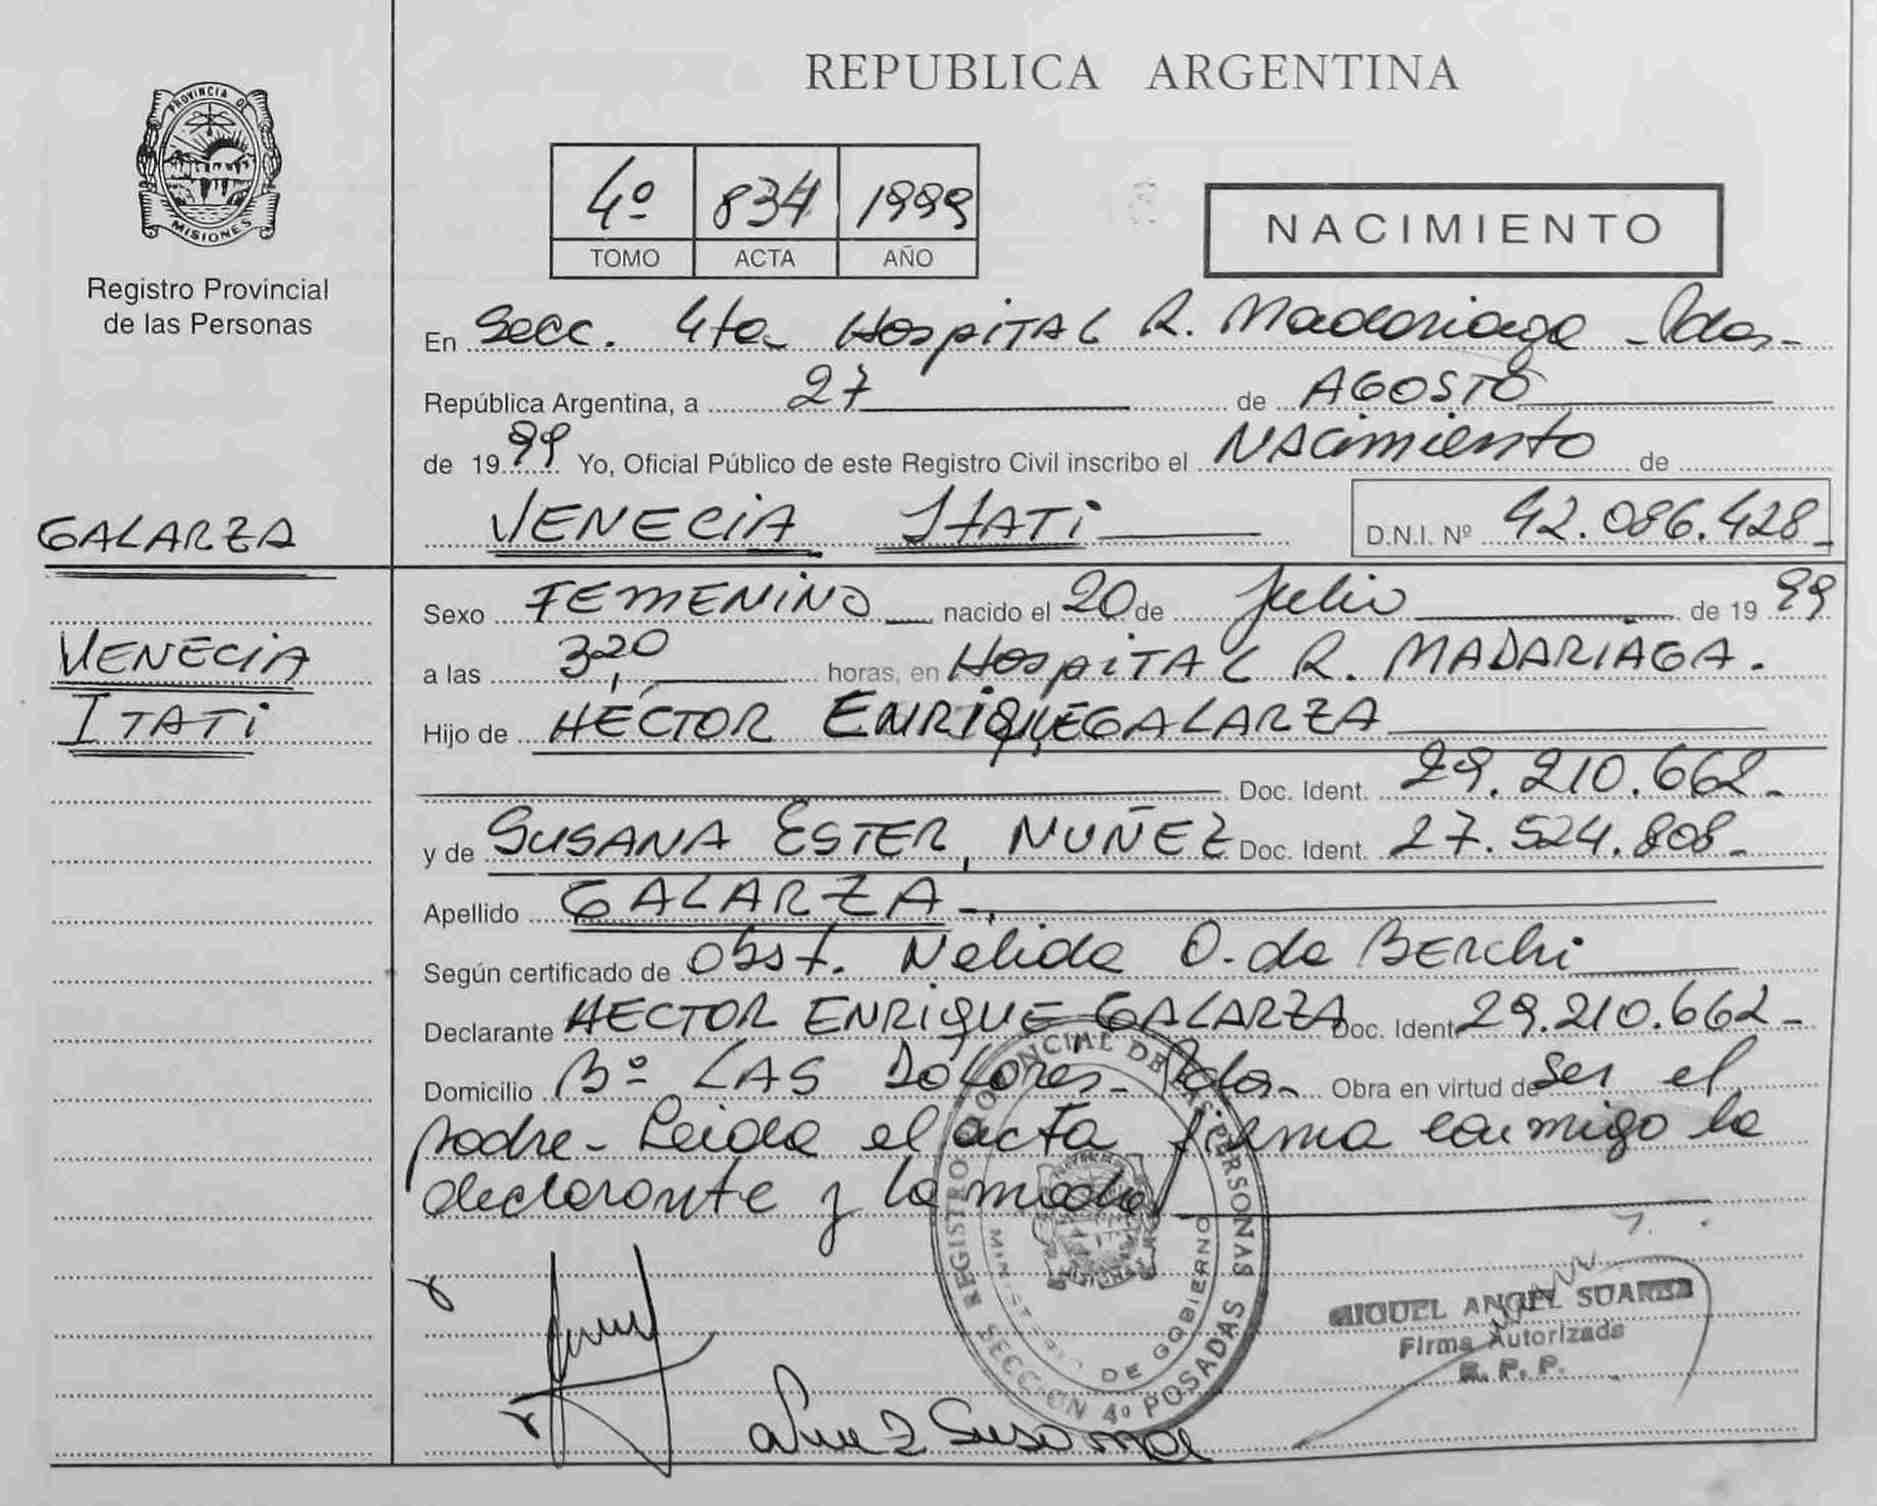 REPUBLICA ARGENTINA
PROVINCIA DE
MISIONES
Registro Provincial
de las Personas
4º 834 1999
TOMO ACTA AÑO
NACIMIENTO
En Secc. 4ta Hospital R. Madariaga - Pdas -
República Argentina, a 27 de AGOSTO
de 1999 Yo, Oficial Público de este Registro Civil inscribo el Nacimiento de
VENECIA ITATI D.N.I. Nº 42.086.428-
GALARZA
VENECIA
ITATI
Sexo FEMENINO nacido el 20 de Julio de 1999
a las 3,20 horas, en Hospital R. MADARIAGA.
Hijo de HECTOR ENRIQUE GALARZA
Doc. Ident. 29.210.662-
y de SUSANA ESTER, NUÑEZ Doc. Ident. 27.524.808-
Apellido GALARZA-
Según certificado de Obst. Nelida O. de BERchi
Declarante HECTOR ENRIQUE GALARZA Doc. Ident 29.210.662-
Domicilio Bº LAS Dolores - Pdas - Obra en virtud de ser el
padre - Leida el acta firma conmigo la
declarante y la madre
REGISTRO PROVINCIAL DE LAS PERSONAS
MINISTERIO DE GOBIERNO
SECCION 4º POSADAS
MIGUEL ANGEL SUAREZ
Firma Autorizada
R. P. P.
Nuñez Susana